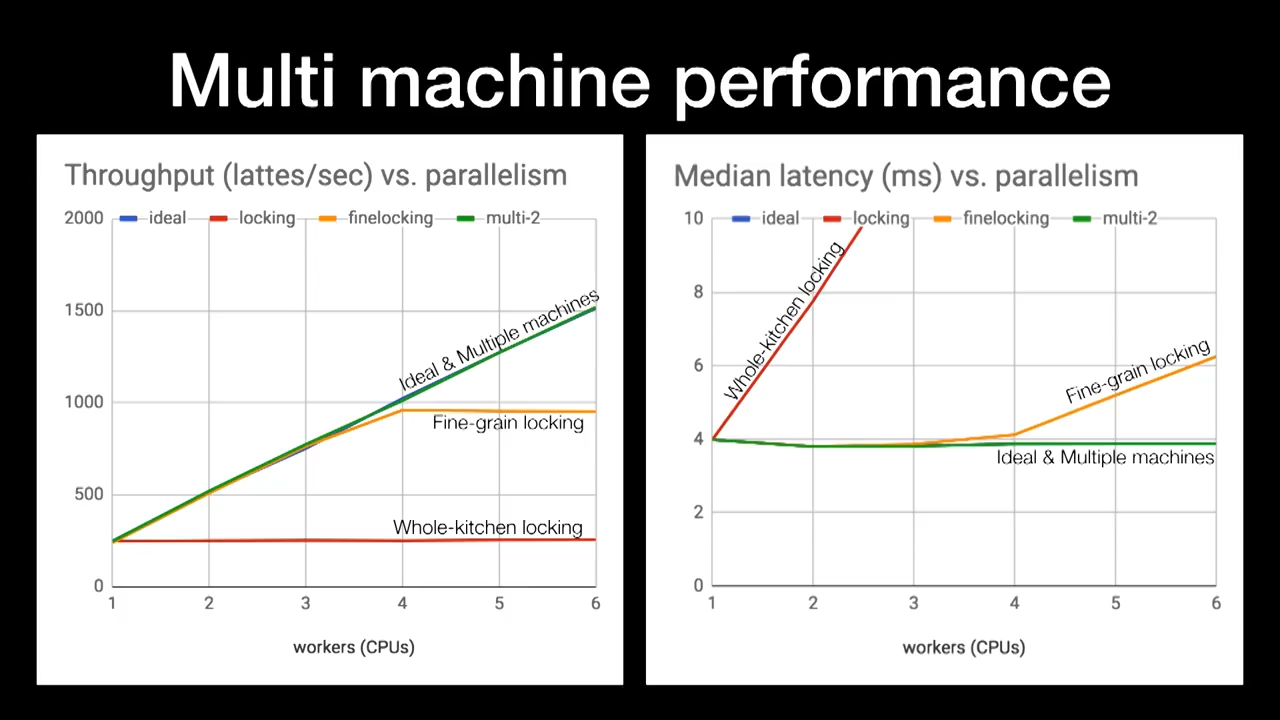 Multi machine performance
Throughput (lattes/sec) vs. parallelism
ideal locking finelocking multi-2
2000
1500
1000
500
0
Ideal & Multiple machines
Fine-grain locking
Whole-kitchen locking
1 2 3 4 5 6
workers (CPUs)
Median latency (ms) vs. parallelism
ideal locking finelocking multi-2
10
8
6
4
2
0
Whole-kitchen locking
Fine-grain locking
Ideal & Multiple machines
1 2 3 4 5 6
workers (CPUs)